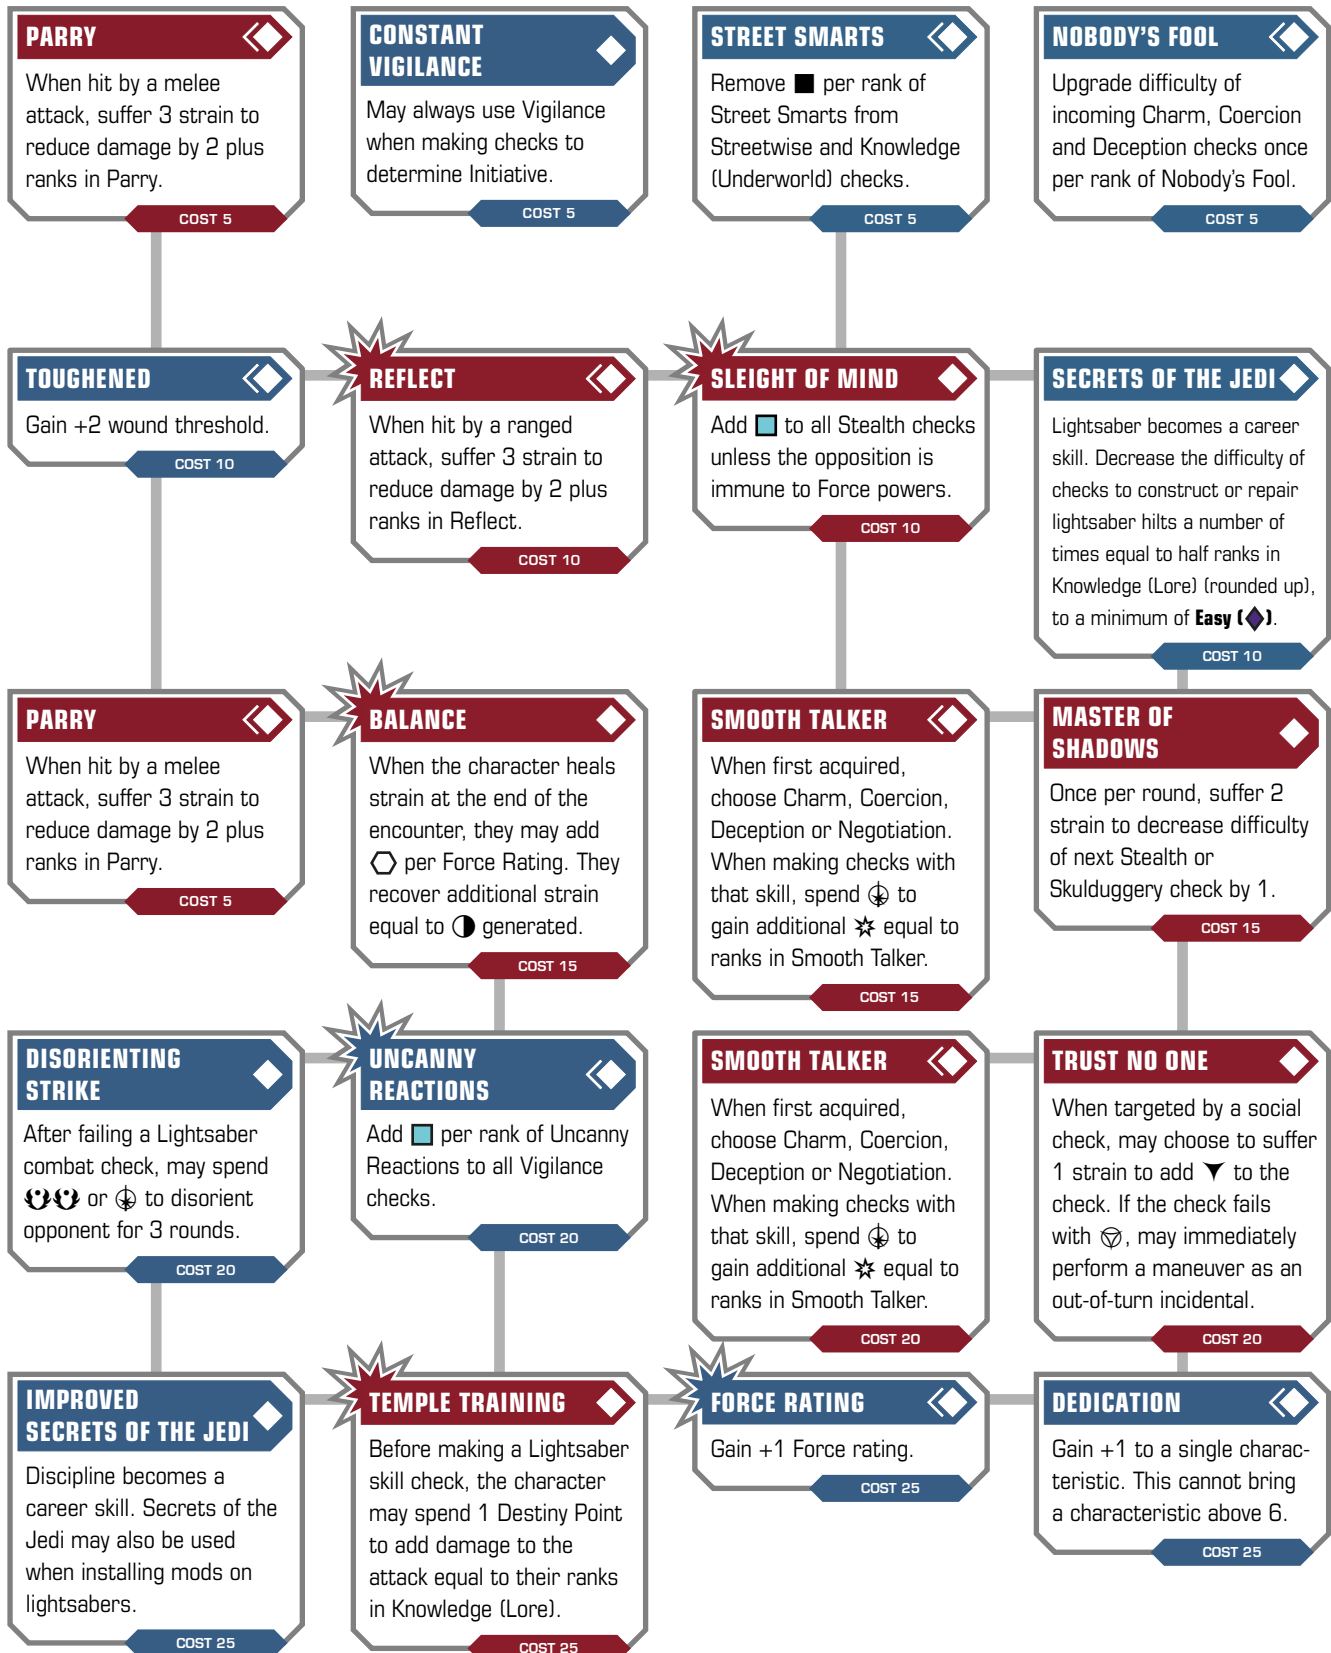 PARRY
When hit by a melee
attack, suffer 3 strain to
reduce damage by 2 plus
ranks in Parry.
COST 5
CONSTANT
VIGILANCE
May always use Vigilance
when making checks to
determine Initiative.
COST 5
STREET SMARTS
Remove ■ per rank of
Street Smarts from
Streetwise and Knowledge
(Underworld) checks.
COST 5
NOBODY'S FOOL
Upgrade difficulty of
incoming Charm, Coercion
and Deception checks once
per rank of Nobody's Fool.
COST 5
TOUGHENED
Gain +2 wound threshold.
COST 10
REFLECT
When hit by a ranged
attack, suffer 3 strain to
reduce damage by 2 plus
ranks in Reflect.
COST 10
SLEIGHT OF MIND
Add to all Stealth checks
unless the opposition is
immune to Force powers.
COST 10
SECRETS OF THE JEDI
Lightsaber becomes a career
skill. Decrease the difficulty of
checks to construct or repair
lightsaber hilts a number of
times equal to half ranks in
Knowledge (Lore) (rounded up),
to a minimum of Easy (◆).
COST 10
PARRY
When hit by a melee
attack, suffer 3 strain to
reduce damage by 2 plus
ranks in Parry.
COST 5
BALANCE
When the character heals
strain at the end of the
encounter, they may add
per Force Rating. They
recover additional strain
equal to generated.
COST 15
SMOOTH TALKER
When first acquired,
choose Charm, Coercion,
Deception or Negotiation.
When making checks with
that skill, spend to
gain additional equal to
ranks in Smooth Talker.
COST 15
MASTER OF
SHADOWS
Once per round, suffer 2
strain to decrease difficulty
of next Stealth or
Skulduggery check by 1.
COST 15
DISORIENTING
STRIKE
After failing a Lightsaber
combat check, may spend
or to disorient
opponent for 3 rounds.
COST 20
UNCANNY
REACTIONS
Add per rank of Uncanny
Reactions to all Vigilance
checks.
COST 20
SMOOTH TALKER
When first acquired,
choose Charm, Coercion,
Deception or Negotiation.
When making checks with
that skill, spend to
gain additional equal to
ranks in Smooth Talker.
COST 20
TRUST NO ONE
When targeted by a social
check, may choose to suffer
1 strain to add to the
check. If the check fails
with , may immediately
perform a maneuver as an
out-of-turn incidental.
COST 20
IMPROVED
SECRETS OF THE JEDI
Discipline becomes a
career skill. Secrets of the
Jedi may also be used
when installing mods on
lightsabers.
COST 25
TEMPLE TRAINING
Before making a Lightsaber
skill check, the character
may spend 1 Destiny Point
to add damage to the
attack equal to their ranks
in Knowledge (Lore).
COST 25
FORCE RATING
Gain +1 Force rating.
COST 25
DEDICATION
Gain +1 to a single charac-
teristic. This cannot bring
a characteristic above 6.
COST 25